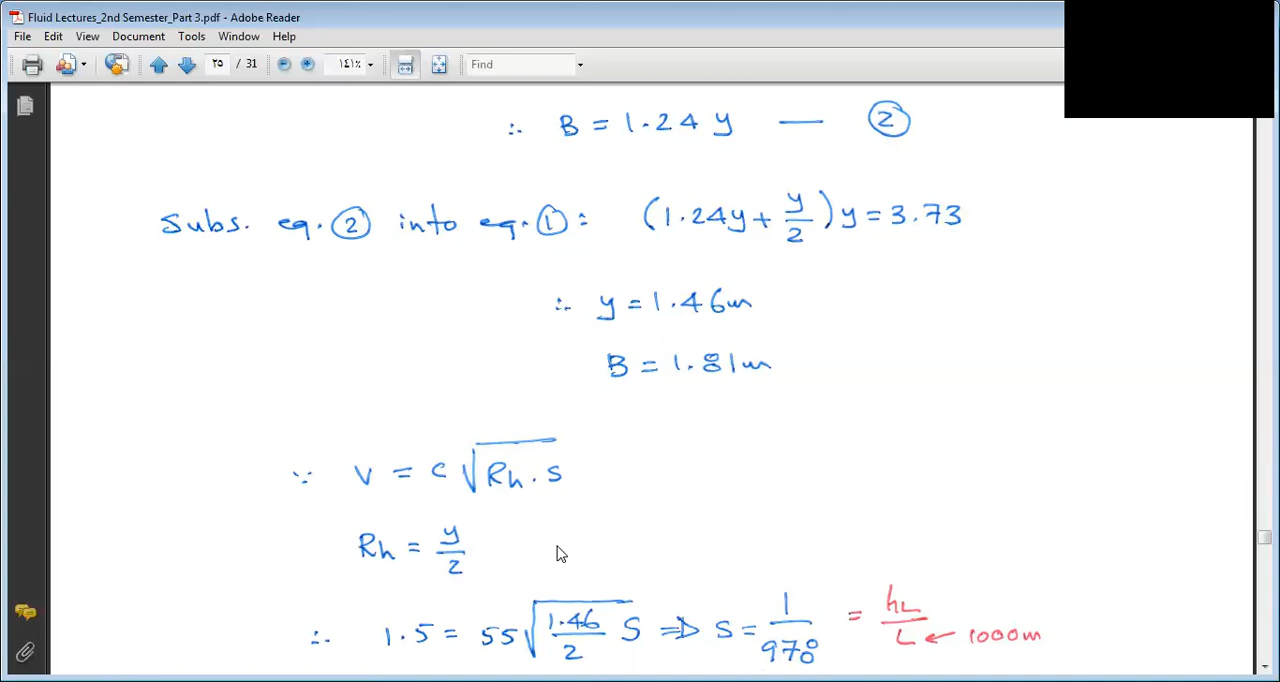 Fluid Lectures_2nd Semester_Part 3.pdf - Adobe Reader
File Edit View Document Tools Window Help
٢٥ / 31 ١٤١٪ Find
∴ B = 1.24 y — ②
Subs. eq. ② into eq. ① : (1.24y + y/2) y = 3.73
∴ y = 1.46m
B = 1.81m
∵ V = C √(Rh . S)
Rh = y/2
∴ 1.5 = 55 √(1.46/2 S) ⇒ S = 1/970 = hL/L ← 1000m